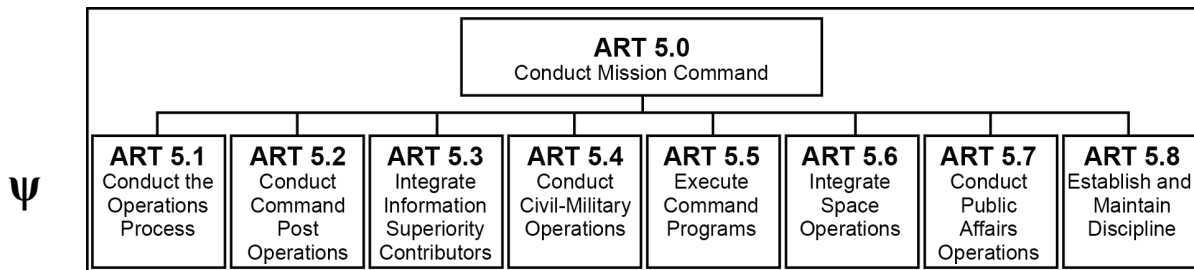 ART 5.0
Conduct Mission Command
ψ
ART 5.1
Conduct the
Operations
Process
ART 5.2
Conduct
Command
Post
Operations
ART 5.3
Integrate
Information
Superiority
Contributors
ART 5.4
Conduct
Civil-Military
Operations
ART 5.5
Execute
Command
Programs
ART 5.6
Integrate
Space
Operations
ART 5.7
Conduct
Public
Affairs
Operations
ART 5.8
Establish and
Maintain
Discipline